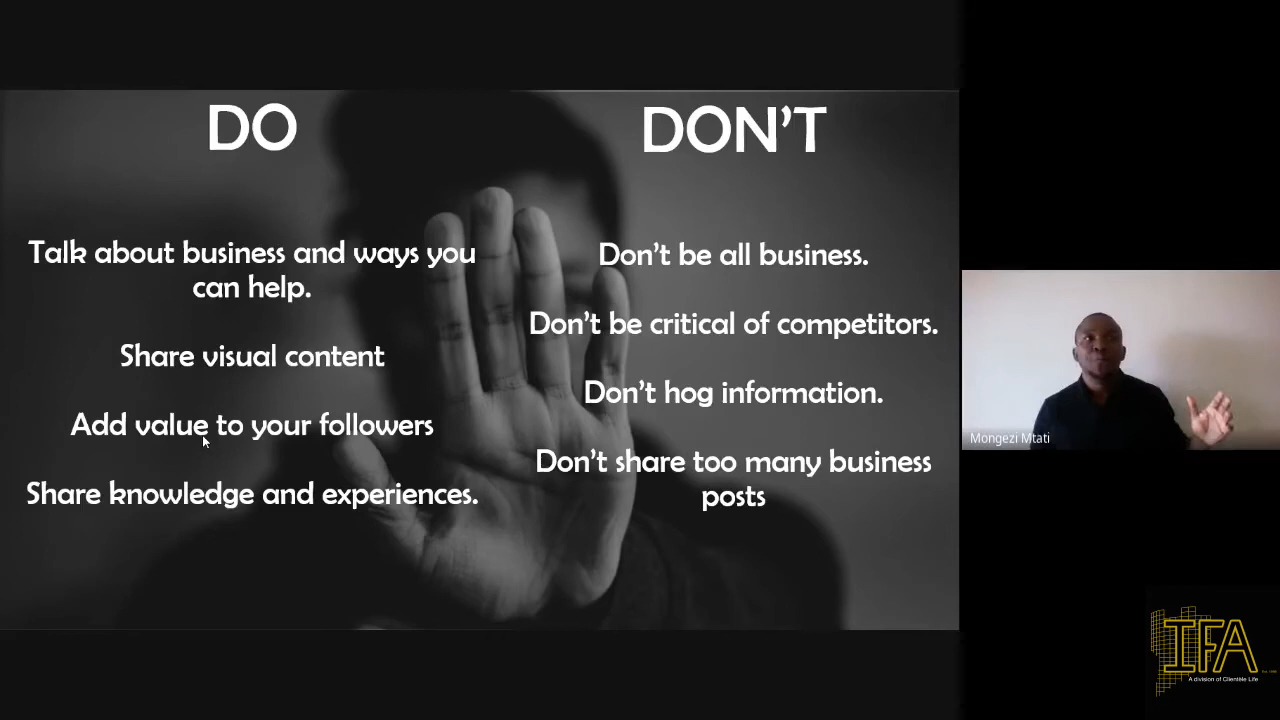 DO
Talk about business and ways you
can help.
Share visual content
Add value to your followers
Share knowledge and experiences.
DON'T
Don't be all business.
Don't be critical of competitors.
Don't hog information.
Don't share too many business
posts
Mongezi Mtati
IFA
A division of Clientèle Life